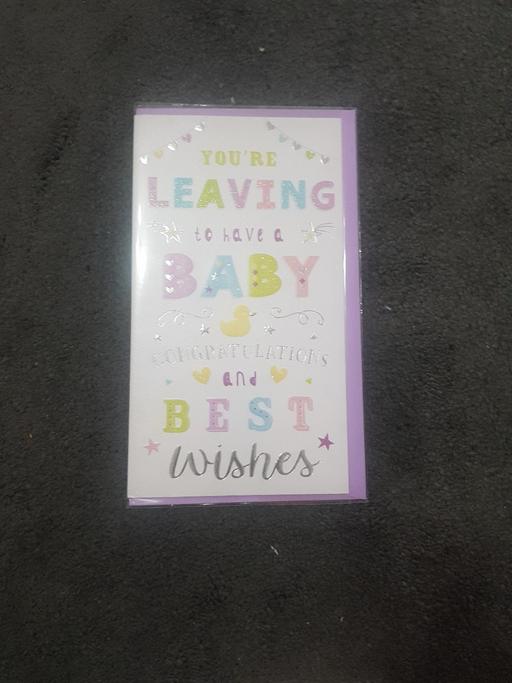 YOU'RE
LEAVING
to have a
BABY
CONGRATULATIONS
and
BEST
wishes